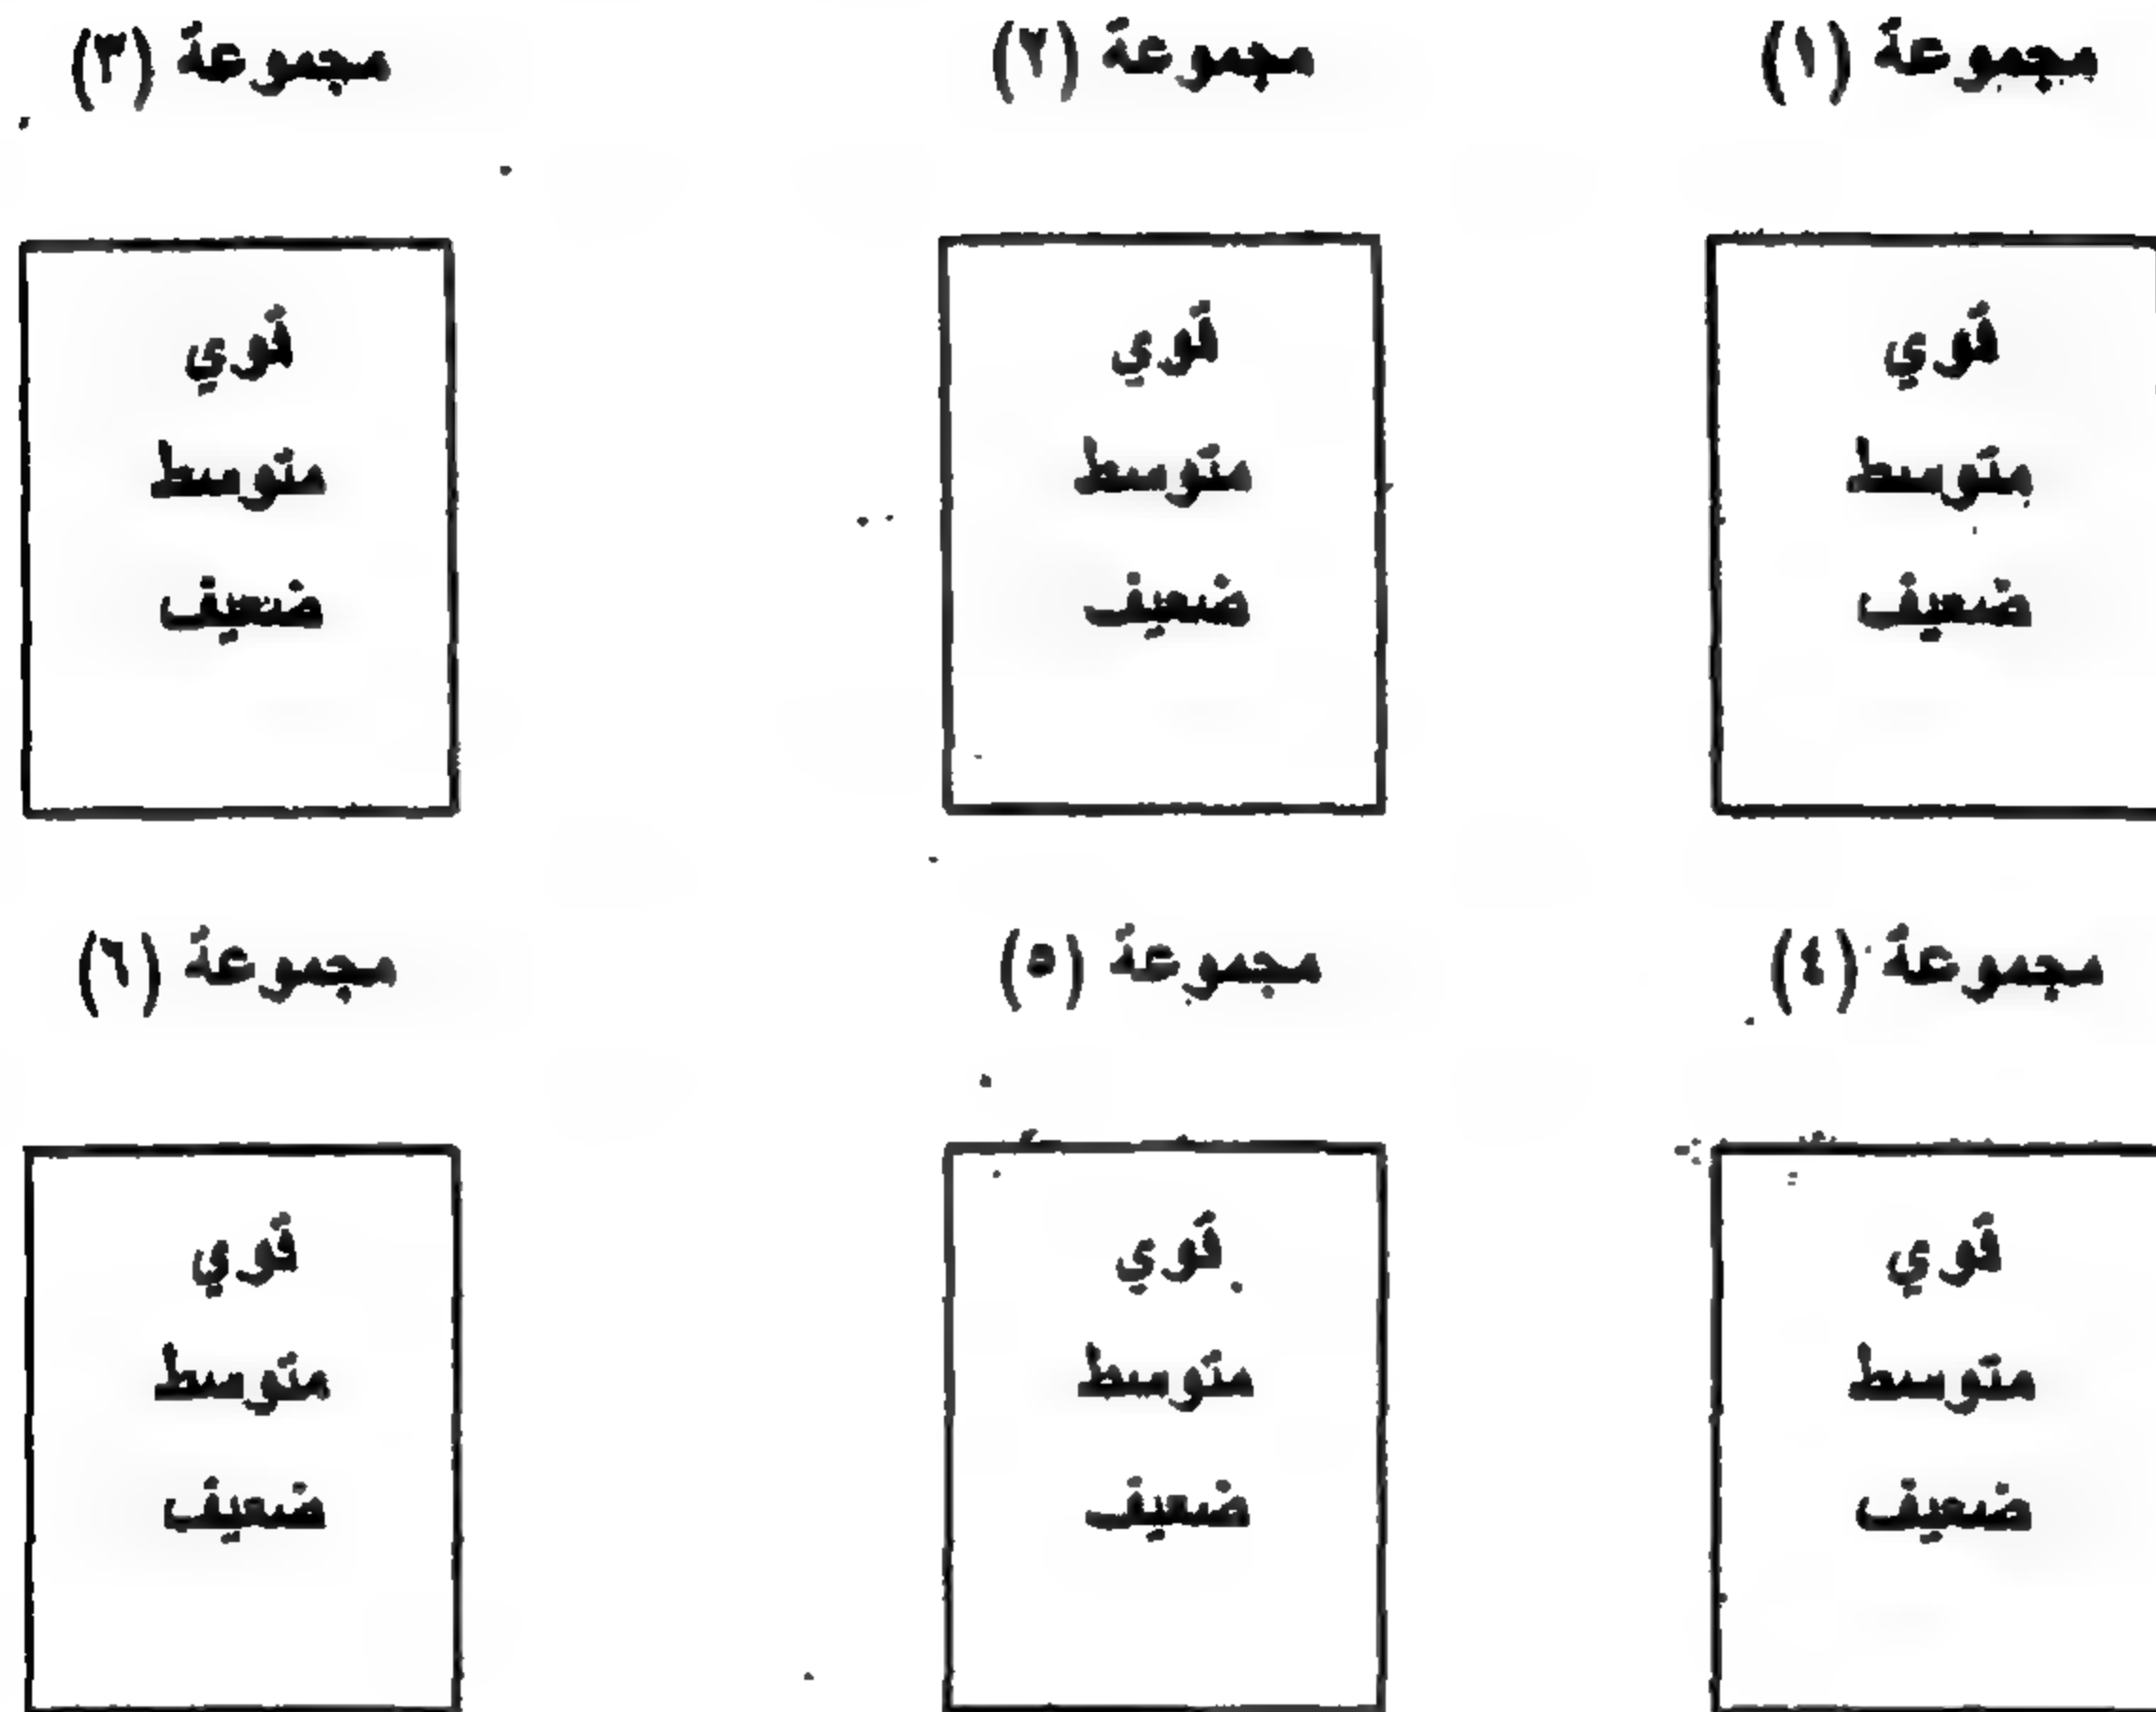 مجموعة (١)
مجموعة (٢)
مجموعة (٣)
قوي
متوسط
ضعيف
قوي
متوسط
ضعيف
قوي
متوسط
ضعيف
مجموعة (٤)
مجموعة (٥)
مجموعة (٦)
قوي
متوسط
ضعيف
قوي
متوسط
ضعيف
قوي
متوسط
ضعيف